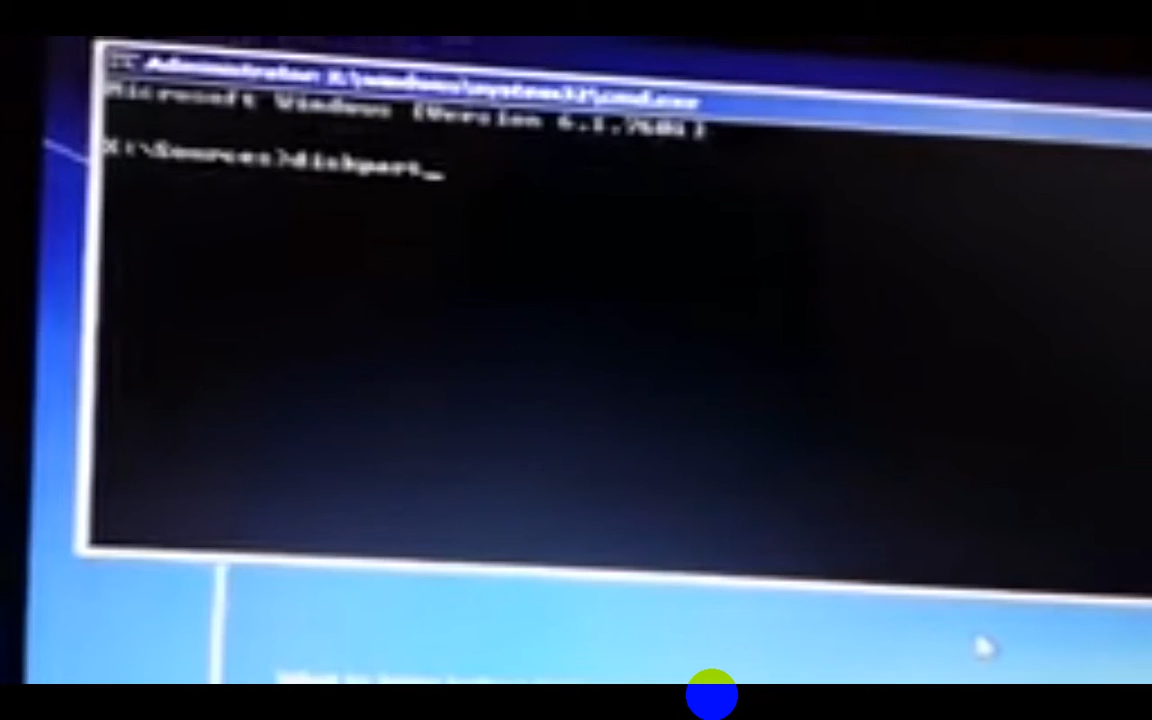 Administrator: X:\windows\system32\cmd.exe
Microsoft Windows [Version 6.1.7601]
X:\Sources>diskpart_